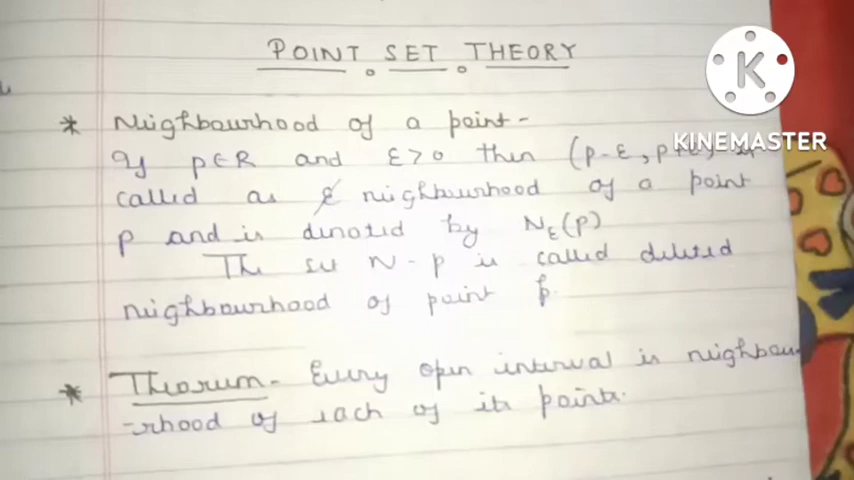 POINT SET THEORY
* Neighbourhood of a point -
If p∈R and ε>0 then (p-ε, p+ε) is
called as ε neighbourhood of a point
p and is denoted by Nε(p)
The set N-p is called deleted
neighbourhood of point p.
* Theorem - Every open interval is neighbou-
-rhood of each of its points.
K
KINEMASTER